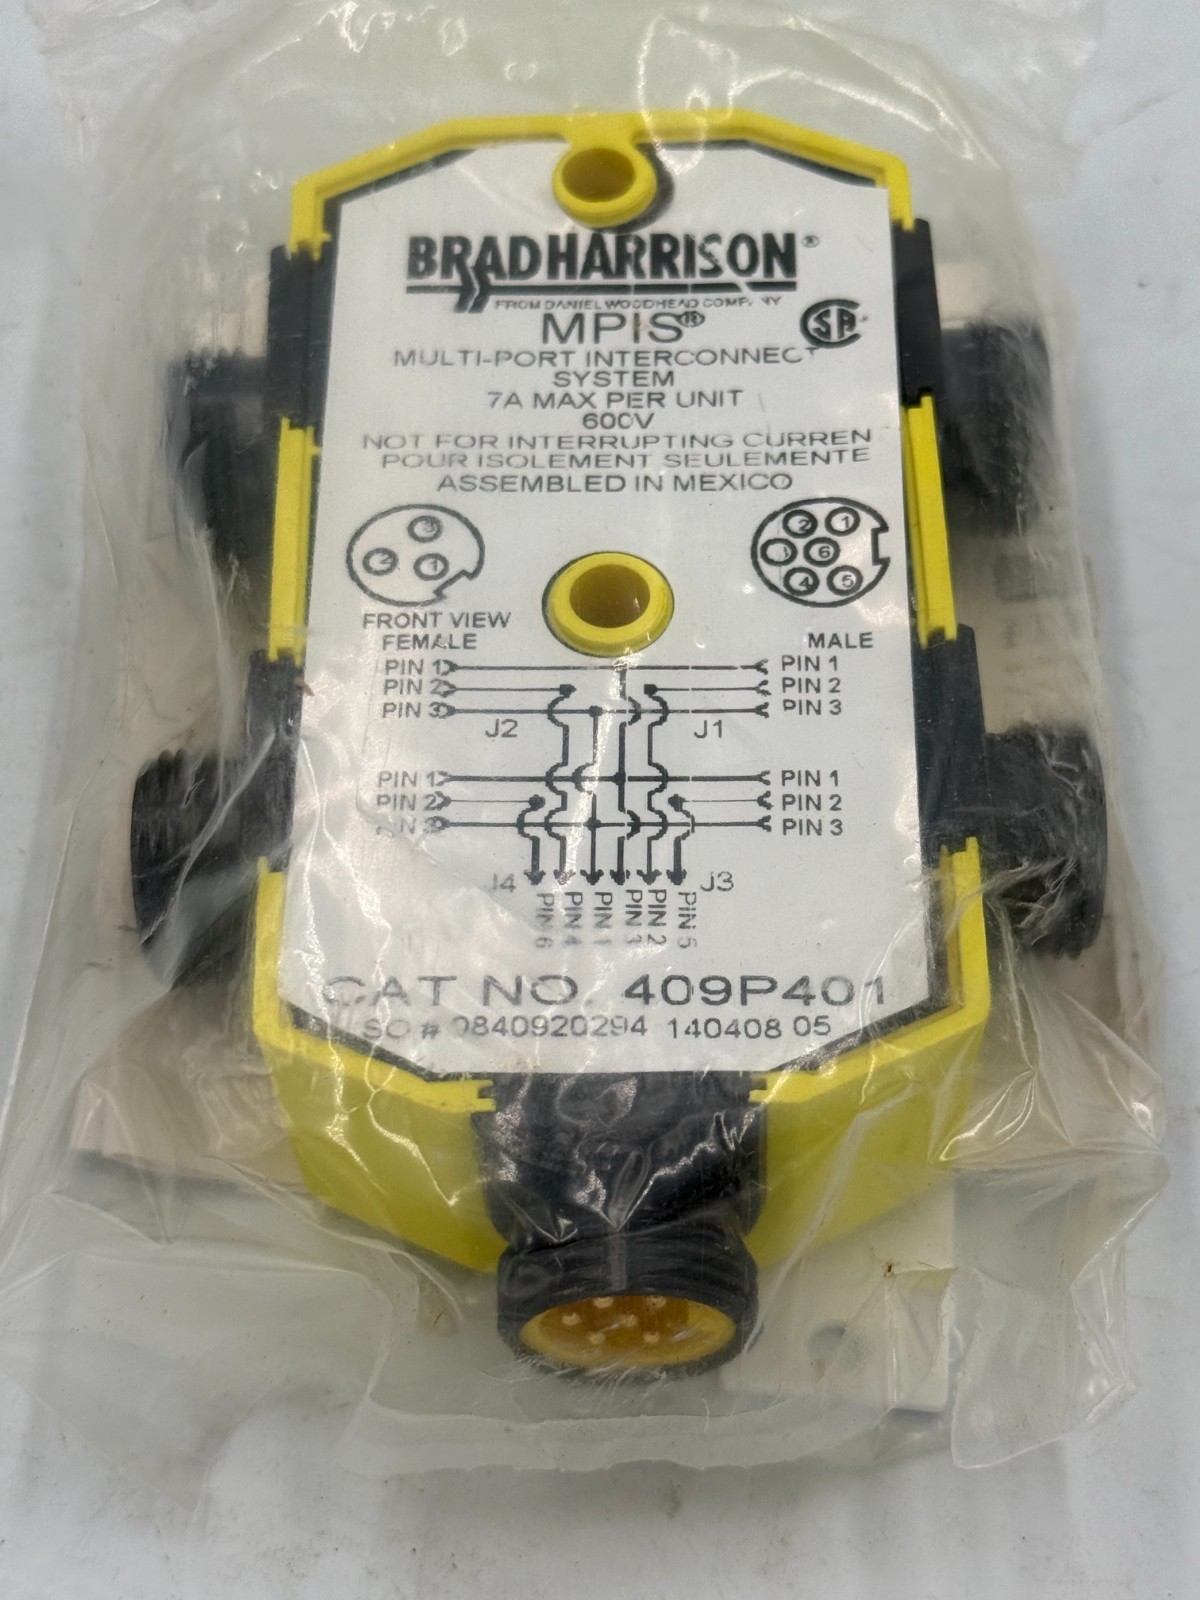 BRADHARRISON®
FROM DANIEL WOODHEAD COMPANY
MPIS®
MULTI-PORT INTERCONNECT
SYSTEM
7A MAX PER UNIT
600V
NOT FOR INTERRUPTING CURREN
POUR ISOLEMENT SEULEMENTE
ASSEMBLED IN MEXICO
3
2 1
2 1
6
4 5
FRONT VIEW
FEMALE MALE
PIN 1 PIN 1
PIN 2 PIN 2
PIN 3 PIN 3
J2 J1
PIN 1 PIN 1
PIN 2 PIN 2
PIN 3 PIN 3
J4 J3
PIN 6
PIN 4
PIN 1
PIN 3
PIN 2
PIN 5
CAT NO. 409P401
SO # 0840920294 140408 05